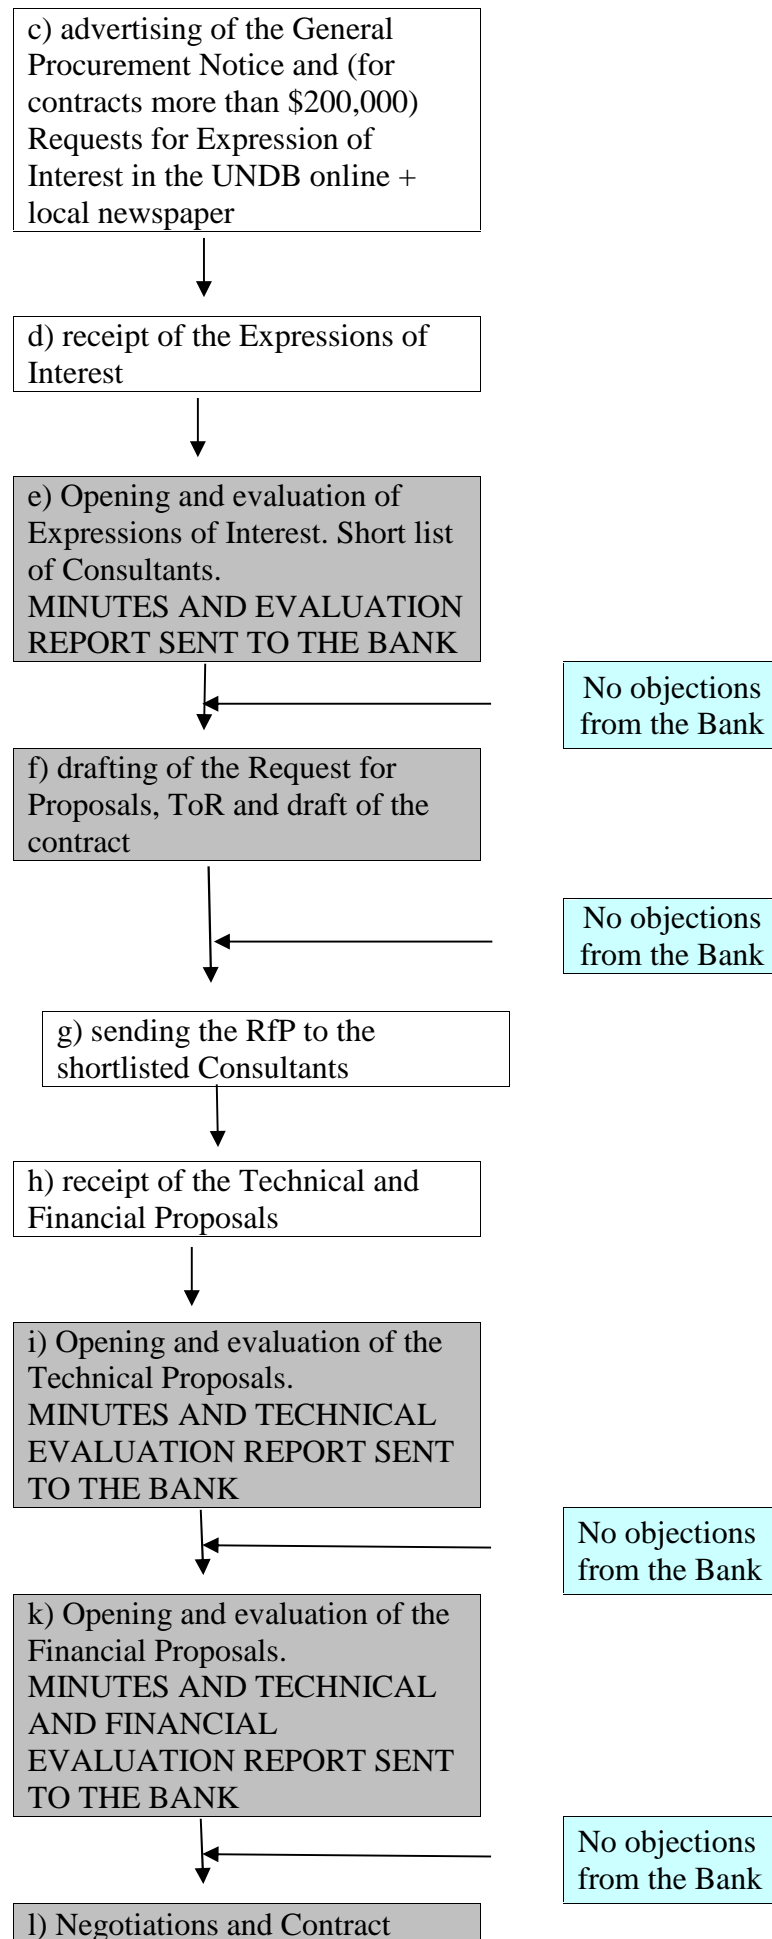 c) advertising of the General
Procurement Notice and (for
contracts more than $200,000)
Requests for Expression of
Interest in the UNDB online +
local newspaper
d) receipt of the Expressions of
Interest
e) Opening and evaluation of
Expressions of Interest. Short list
of Consultants.
MINUTES AND EVALUATION
REPORT SENT TO THE BANK
No objections
from the Bank
f) drafting of the Request for
Proposals, ToR and draft of the
contract
No objections
from the Bank
g) sending the RfP to the
shortlisted Consultants
h) receipt of the Technical and
Financial Proposals
i) Opening and evaluation of the
Technical Proposals.
MINUTES AND TECHNICAL
EVALUATION REPORT SENT
TO THE BANK
No objections
from the Bank
k) Opening and evaluation of the
Financial Proposals.
MINUTES AND TECHNICAL
AND FINANCIAL
EVALUATION REPORT SENT
TO THE BANK
No objections
from the Bank
l) Negotiations and Contract